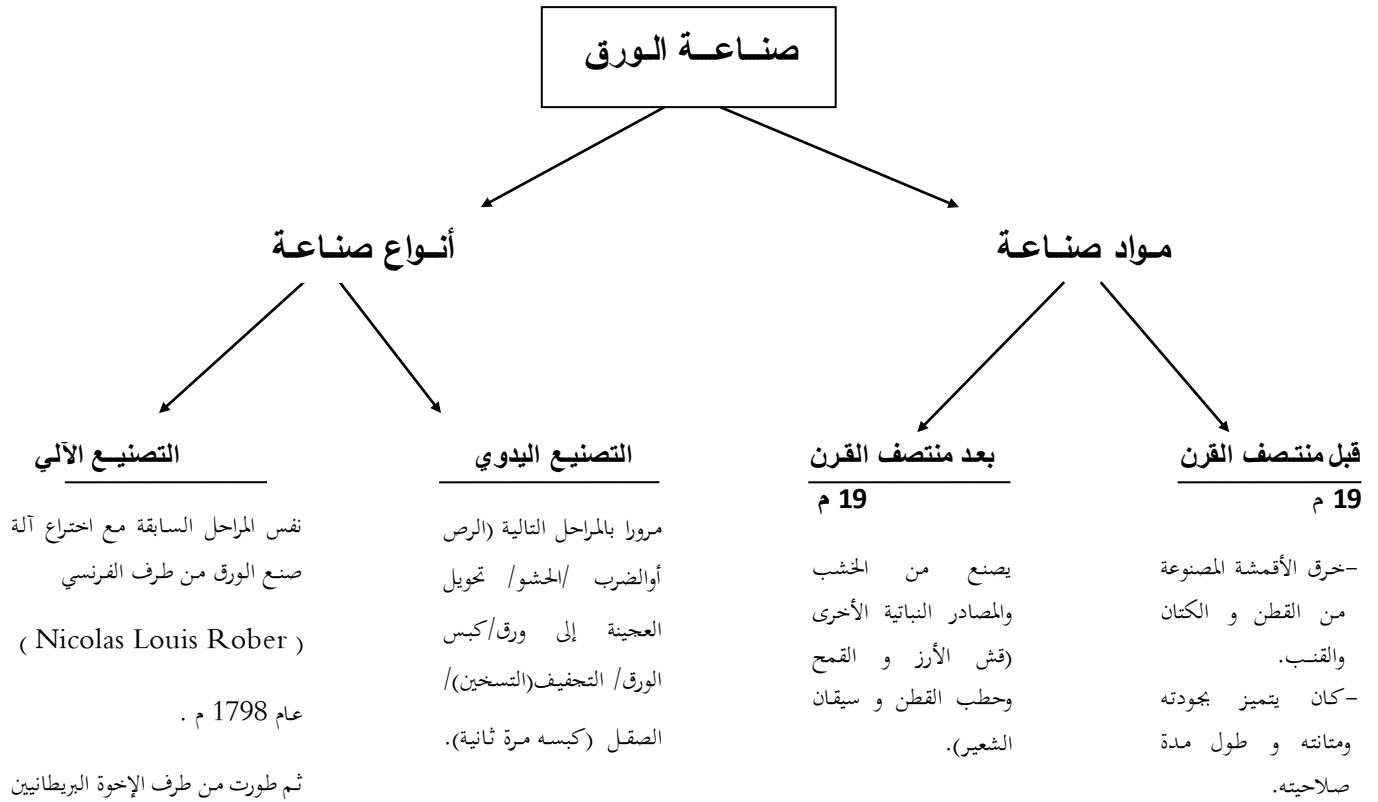 صناعة الورق
مواد صناعة
أنواع صناعة
قبل منتصف القرن
19 م
-خرق الأقمشة المصنوعة
من القطن و الكتان
والقنب.
-كان يتميز بجودته
ومتانته و طول مدة
صلاحيته.
بعد منتصف القرن
19 م
يصنع من الخشب
والمصادر النباتية الأخرى
(قش الأرز و القمح
وحطب القطن و سيقان
الشعير).
التصنيع اليدوي
مرورا بالمراحل التالية (الرص
أوالضرب /الحشو/ تحويل
العجينة إلى ورق/كبس
الورق/ التجفيف(التسخين)/
الصقل (كبسه مرة ثانية).
التصنيع الآلي
نفس المراحل السابقة مع اختراع آلة
صنع الورق من طرف الفرنسي
( Nicolas Louis Rober )
عام 1798 م .
ثم طورت من طرف الإخوة البريطانيين